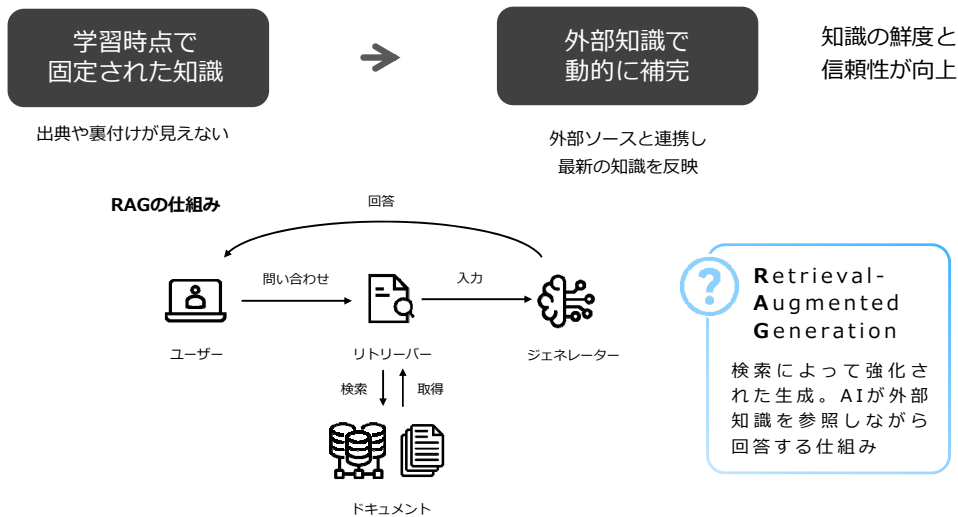 学習時点で
固定された知識
外部知識で
動的に補完
知識の鮮度と
信頼性が向上
出典や裏付けが見えない
外部ソースと連携し
最新の知識を反映
RAGの仕組み
回答
問い合わせ
入力
ユーザー
リトリーバー
ジェネレーター
検索
取得
ドキュメント
?
Retrieval-
Augmented
Generation
検索によって強化さ
れた生成。AIが外部
知識を参照しながら
回答する仕組み